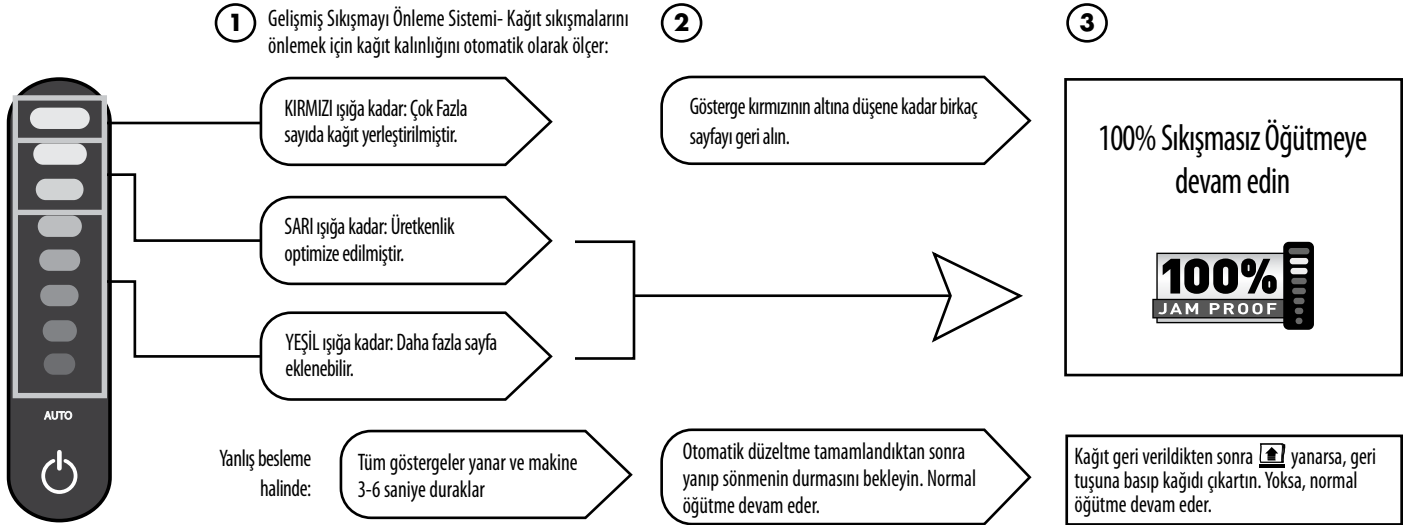 1
Gelişmiş Sıkışmayı Önleme Sistemi- Kağıt sıkışmalarını
önlemek için kağıt kalınlığını otomatik olarak ölçer:
KIRMIZI ışığa kadar: Çok Fazla
sayıda kağıt yerleştirilmiştir.
SARI ışığa kadar: Üretkenlik
optimize edilmiştir.
YEŞİL ışığa kadar: Daha fazla sayfa
eklenebilir.
2
Gösterge kırmızının altına düşene kadar birkaç
sayfayı geri alın.
3
100% Sıkışmasız Öğütmeye
devam edin
100%
JAM PROOF
AUTO
Yanlış besleme
halinde:
Tüm göstergeler yanar ve makine
3-6 saniye duraklar
Otomatik düzeltme tamamlandıktan sonra
yanıp sönmenin durmasını bekleyin. Normal
öğütme devam eder.
Kağıt geri verildikten sonra yanarsa, geri
tuşuna basıp kağıdı çıkartın. Yoksa, normal
öğütme devam eder.